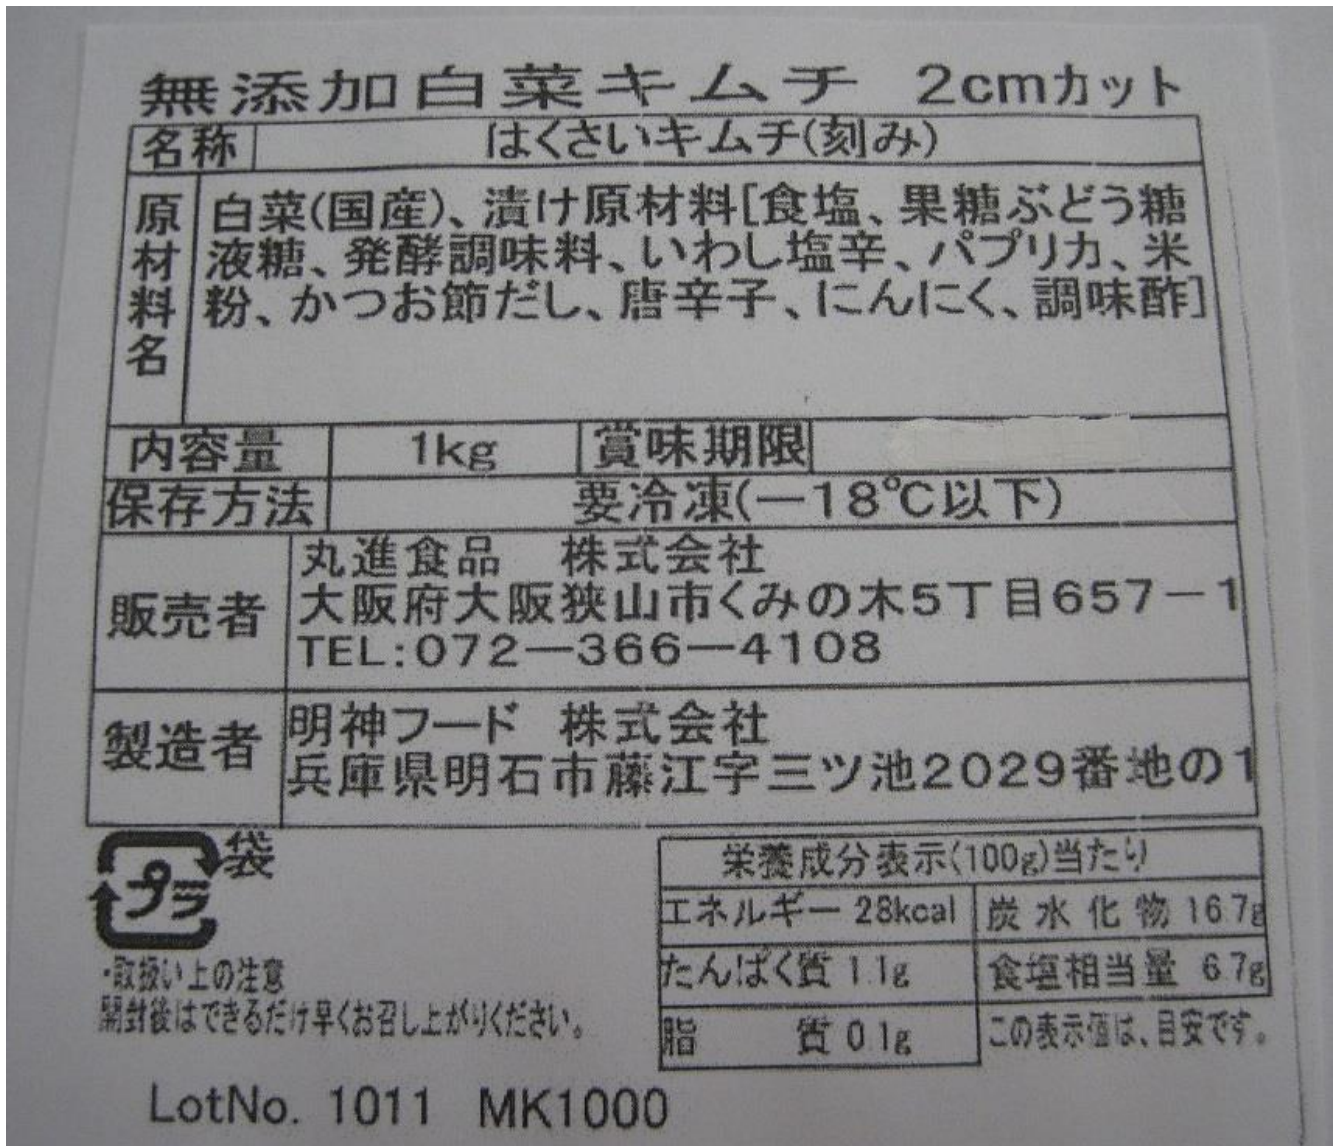 無添加白菜キムチ 2cmカット
名称 はくさいキムチ(刻み)
原材料名 白菜(国産)、漬け原材料[食塩、果糖ぶどう糖
液糖、発酵調味料、いわし塩辛、パプリカ、米
粉、かつお節だし、唐辛子、にんにく、調味酢]
内容量 1kg 賞味期限
保存方法 要冷凍(－18℃以下)
販売者 丸進食品 株式会社
大阪府大阪狭山市くみの木5丁目657－1
TEL:072－366－4108
製造者 明神フード 株式会社
兵庫県明石市藤江字三ツ池2029番地の1
プラ 袋
・取扱い上の注意
開封後はできるだけ早くお召し上がりください。
栄養成分表示(100g)当たり
エネルギー 28kcal 炭水化物 16.7g
たんぱく質 1.1g 食塩相当量 6.7g
脂質 0.1g この表示値は、目安です。
LotNo. 1011 MK1000